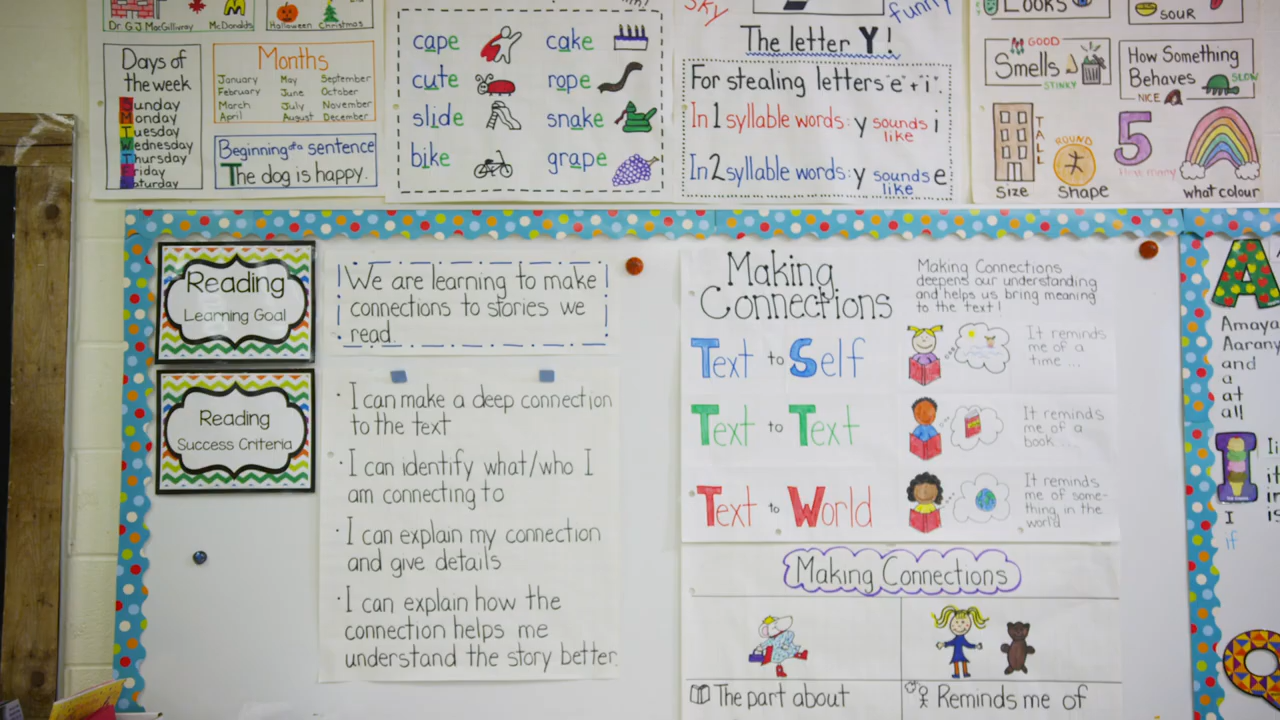 Dr. G J MacGillivray
McDonalds
Halloween
Christmas
Days of
the week
Sunday
Monday
Tuesday
Wednesday
Thursday
Friday
Saturday
Months
January May September
February June October
March July November
April August December
Beginning of a sentence
The dog is happy.
cape cake
cute rope
slide snake
bike grape
SKY
funny
The letter Y!
For stealing letters "e" + "i":
In 1 syllable words: y sounds i
like
In 2 syllable words: y sounds e
like
LOOKS
SOUR
GOOD
Smells
STINKY
How Something
Behaves
SLOW
NICE
TALL
Size
ROUND
Shape
5
How many
what colour
Reading
Learning Goal
We are learning to make
connections to stories we
read.
Reading
Success Criteria
· I can make a deep connection
to the text
· I can identify what/who I
am connecting to
· I can explain my connection
and give details
· I can explain how the
connection helps me
understand the story better.
Making
Connections
Making Connections
deepens our understanding
and helps us bring meaning
to the text!
Text to Self
It reminds
me of a
time ...
Text to Text
It reminds
me of a
book ...
Text to World
It reminds
me of some-
thing in the
world
Making Connections
The part about
Reminds me of
A
Amaya
Aarany
and
a
at
all
I
I
if